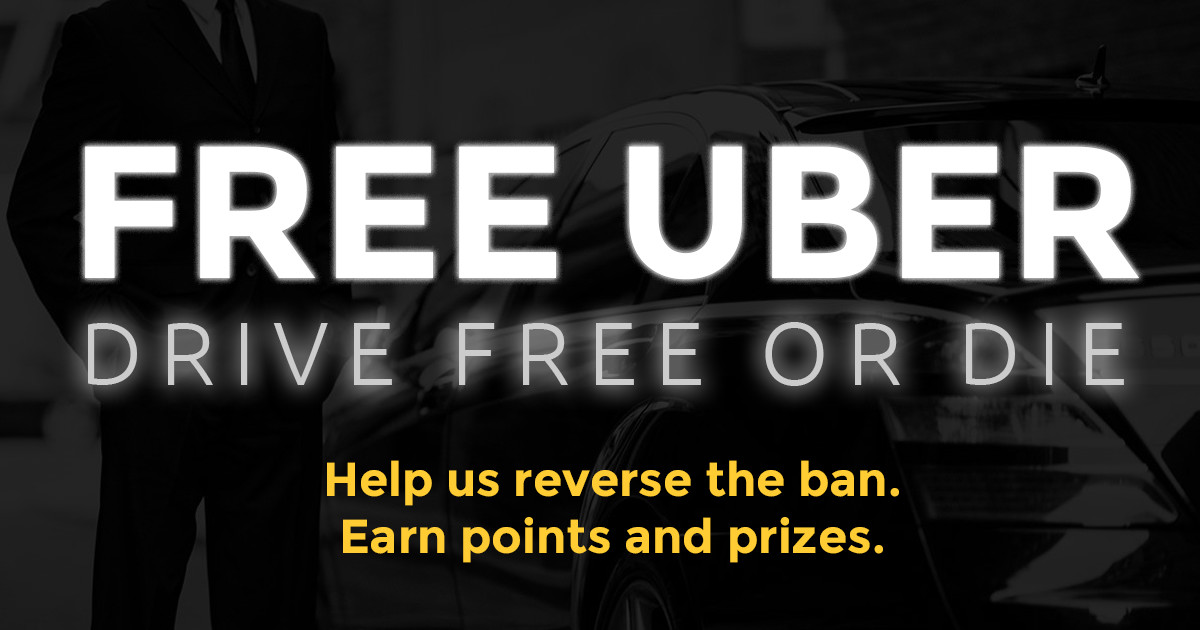 FREE UBER
DRIVE FREE OR DIE
Help us reverse the ban.
Earn points and prizes.